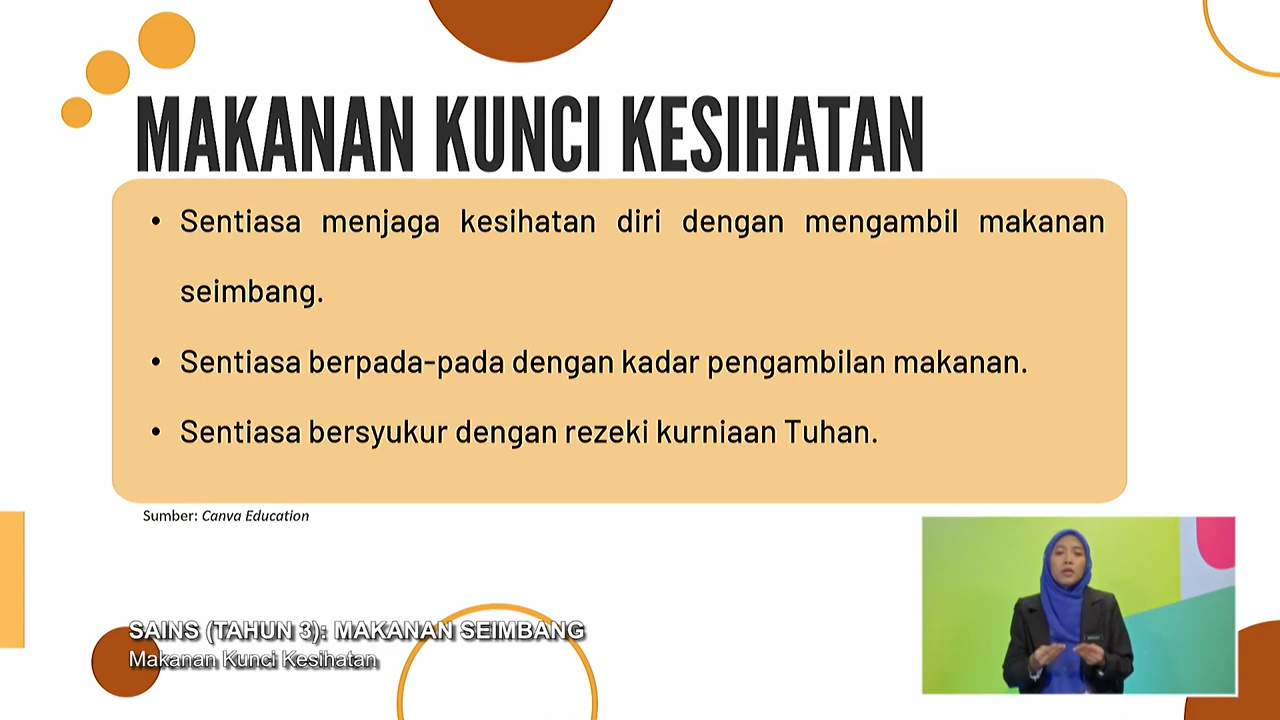 MAKANAN KUNCI KESIHATAN
• Sentiasa menjaga kesihatan diri dengan mengambil makanan
seimbang.
• Sentiasa berpada-pada dengan kadar pengambilan makanan.
• Sentiasa bersyukur dengan rezeki kurniaan Tuhan.
Sumber: Canva Education
SAINS (TAHUN 3): MAKANAN SEIMBANG
Makanan Kunci Kesihatan